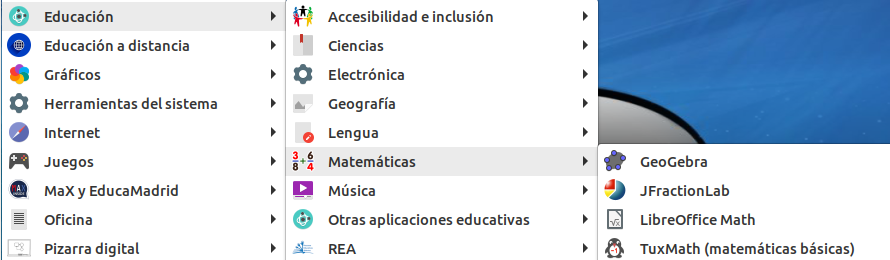 Educación
Educación a distancia
Gráficos
Herramientas del sistema
Internet
Juegos
MaX y EducaMadrid
Oficina
Pizarra digital
Accesibilidad e inclusión
Ciencias
Electrónica
Geografía
Lengua
Matemáticas
Música
Otras aplicaciones educativas
REA
GeoGebra
JFractionLab
LibreOffice Math
TuxMath (matemáticas básicas)